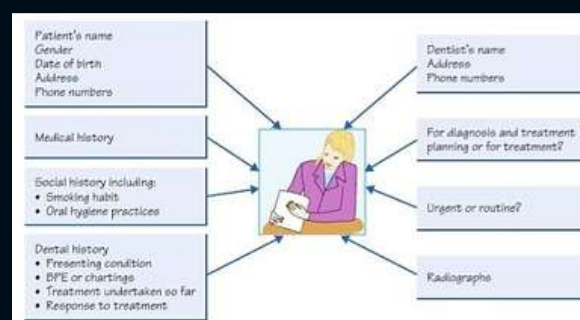 Patient's name
Gender
Date of birth
Address
Phone numbers
Medical history
Social history including:
• Smoking habit
• Oral hygiene practices
Dental history
• Presenting condition
• BPE or chartings
• Treatment undertaken so far
• Response to treatment
Dentist's name
Address
Phone numbers
For diagnosis and treatment
planning or for treatment?
Urgent or routine?
Radiographs